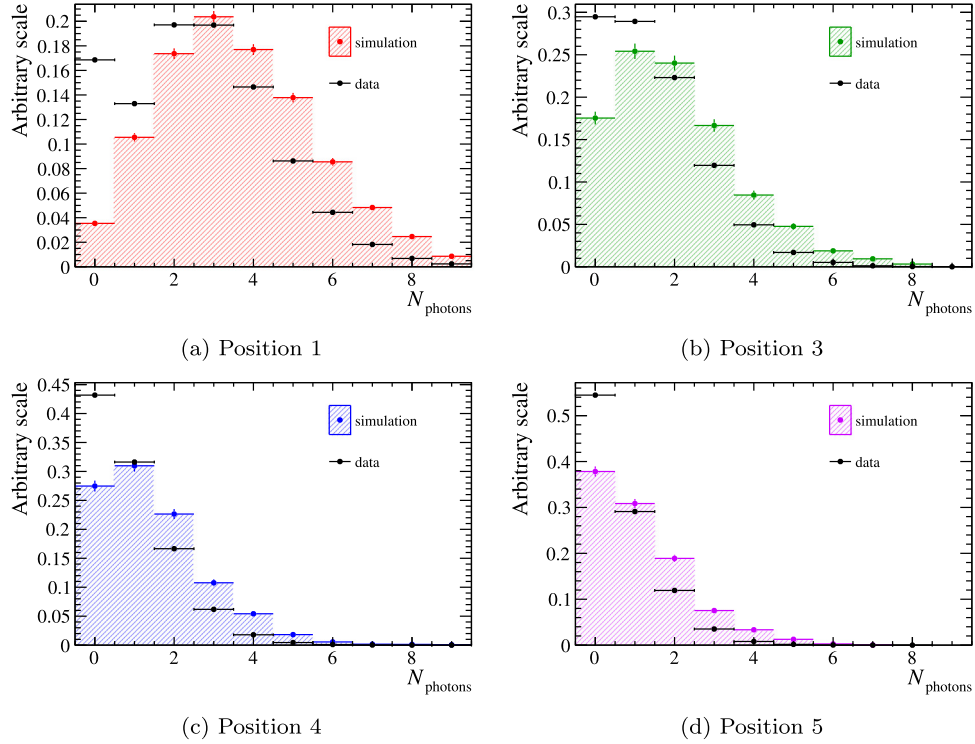 Arbitrary scale
0.2
0.18
0.16
0.14
0.12
0.1
0.08
0.06
0.04
0.02
0
simulation
data
0 2 4 6 8
N photons
(a) Position 1
Arbitrary scale
0.3
0.25
0.2
0.15
0.1
0.05
0
simulation
data
0 2 4 6 8
N photons
(b) Position 3
Arbitrary scale
0.45
0.4
0.35
0.3
0.25
0.2
0.15
0.1
0.05
0
simulation
data
0 2 4 6 8
N photons
(c) Position 4
Arbitrary scale
0.5
0.4
0.3
0.2
0.1
0
simulation
data
0 2 4 6 8
N photons
(d) Position 5